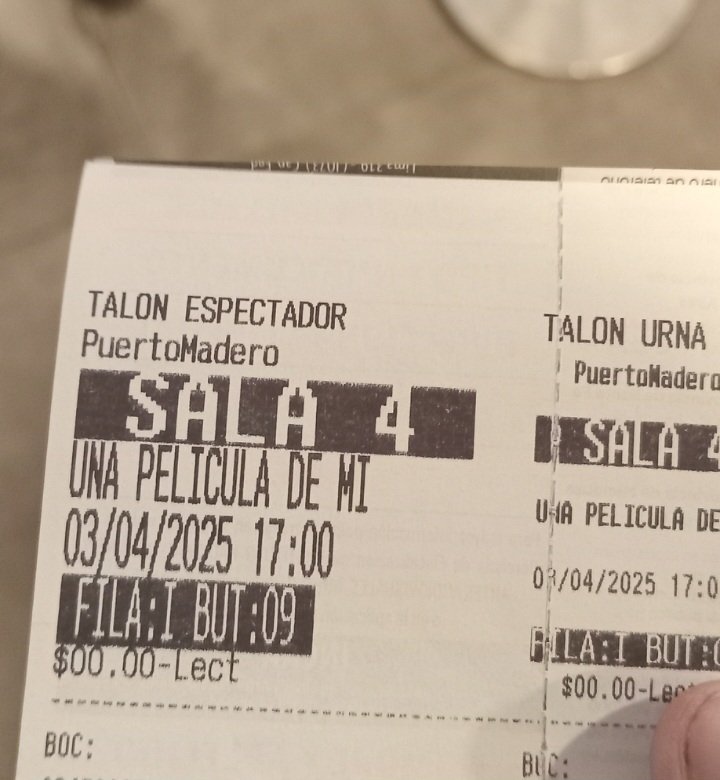 TALON ESPECTADOR
PuertoMadero
SALA 4
UNA PELICULA DE MI
03/04/2025 17:00
FILA:I BUT:09
$00.00-Lect
BOC:
TALON URNA
PuertoMadero
SALA 4
UNA PELICULA DE
03/04/2025 17:0
FILA:I BUT:0
$00.00-Lect
BOC: